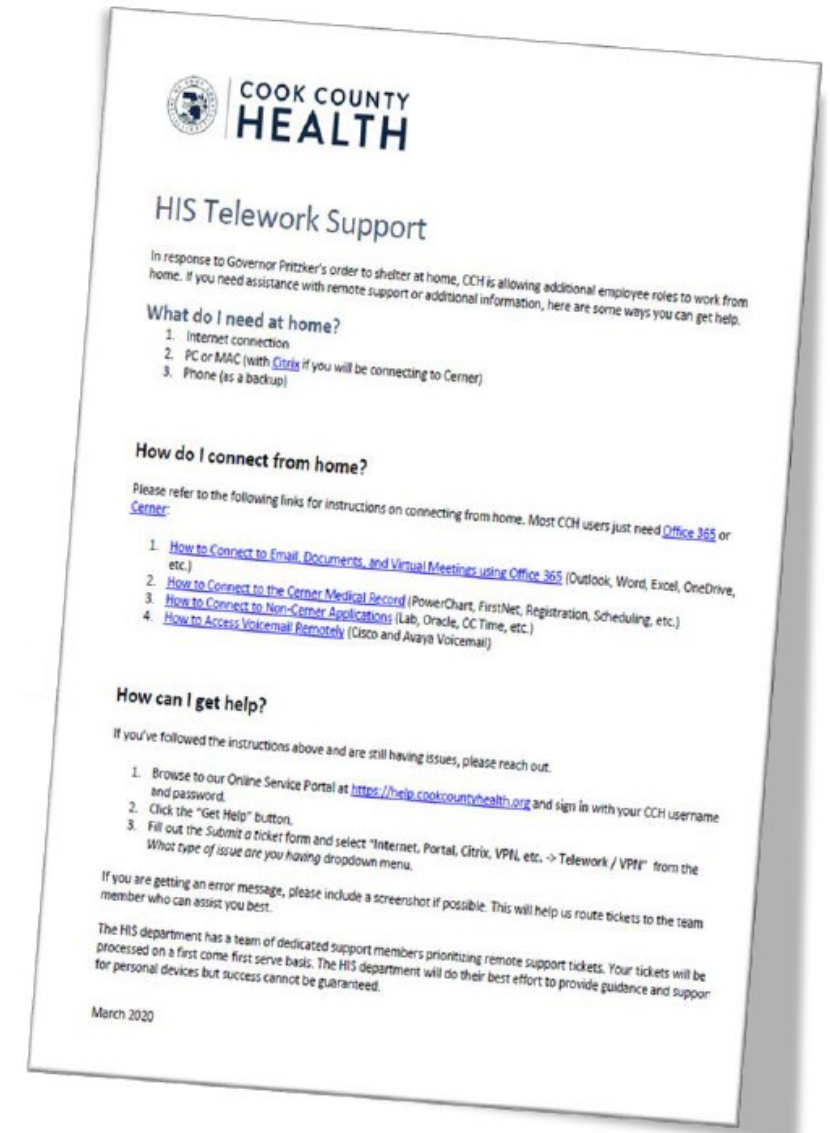 COOK COUNTY
HEALTH
HIS Telework Support
In response to Governor Pritzker's order to shelter at home, CCH is allowing additional employee roles to work from
home. If you need assistance with remote support or additional information, here are some ways you can get help.
What do I need at home?
1. Internet connection
2. PC or MAC (with Citrix if you will be connecting to Cerner)
3. Phone (as a backup)
How do I connect from home?
Please refer to the following links for instructions on connecting from home. Most CCH users just need Office 365 or
Cerner:
1. How to Connect to Email, Documents, and Virtual Meetings using Office 365 (Outlook, Word, Excel, OneDrive,
etc.)
2. How to Connect to the Cerner Medical Record (PowerChart, FirstNet, Registration, Scheduling, etc.)
3. How to Connect to Non-Cerner Applications (Lab, Oracle, CC Time, etc.)
4. How to Access Voicemail Remotely (Cisco and Avaya Voicemail)
How can I get help?
If you've followed the instructions above and are still having issues, please reach out.
1. Browse to our Online Service Portal at https://help.cookcountyhealth.org and sign in with your CCH username
and password.
2. Click the "Get Help" button.
3. Fill out the Submit a ticket form and select "Internet, Portal, Citrix, VPN, etc. -> Telework / VPN" from the
What type of issue are you having dropdown menu.
If you are getting an error message, please include a screenshot if possible. This will help us route tickets to the team
member who can assist you best.
The HIS department has a team of dedicated support members prioritizing remote support tickets. Your tickets will be
processed on a first come first serve basis. The HIS department will do their best effort to provide guidance and suppor
for personal devices but success cannot be guaranteed.
March 2020